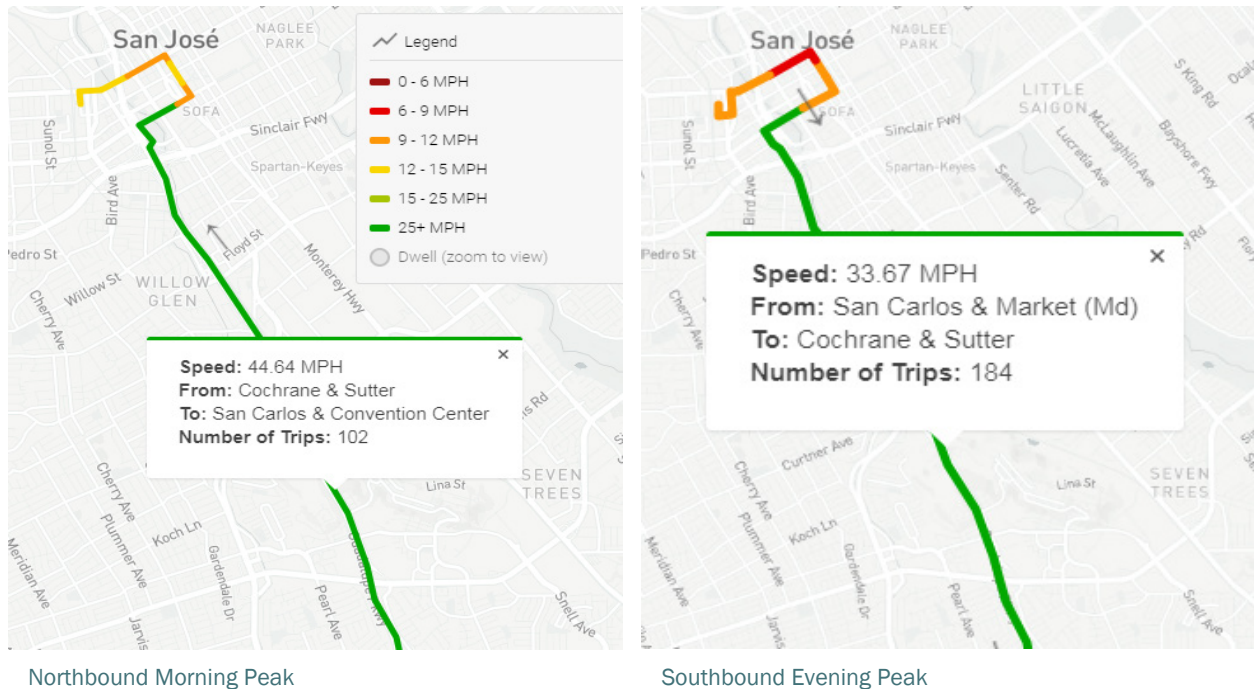 San José
NAGLEE
PARK
Legend
0 - 6 MPH
6 - 9 MPH
9 - 12 MPH
12 - 15 MPH
15 - 25 MPH
25+ MPH
Dwell (zoom to view)
SOFA
Sinclair Fwy
Sunol St
Spartan-Keyes
Bird Ave
Pedro St
Floyd St
Monterey Hwy
WILLOW
GLEN
Willow St
Cherry Ave
Speed: 44.64 MPH
From: Cochrane & Sutter
To: San Carlos & Convention Center
Number of Trips: 102
Rd
SEVEN
TREES
Lina St
Cherry Ave
Plummer Ave
Koch Ln
Meridian Ave
Gardendale Dr
Jarvis
Pearl Ave
Snell Ave
Northbound Morning Peak
San José
NAGLEE
PARK
S King Rd
LITTLE
SAIGON
SOFA
Sinclair Fwy
McLaughlin Ave
Lucretia Ave
Bayshore Fwy
Sunol St
Spartan-Keyes
Senter Rd
Bird Ave
Pedro St
Rd
Speed: 33.67 MPH
From: San Carlos & Market (Md)
To: Cochrane & Sutter
Number of Trips: 184
Curtner Ave
Lina St
SEVEN
TREES
Cherry Ave
Plummer Ave
Koch Ln
Meridian Ave
Gardendale Dr
Jarvis
Pearl Ave
Snell Ave
Southbound Evening Peak